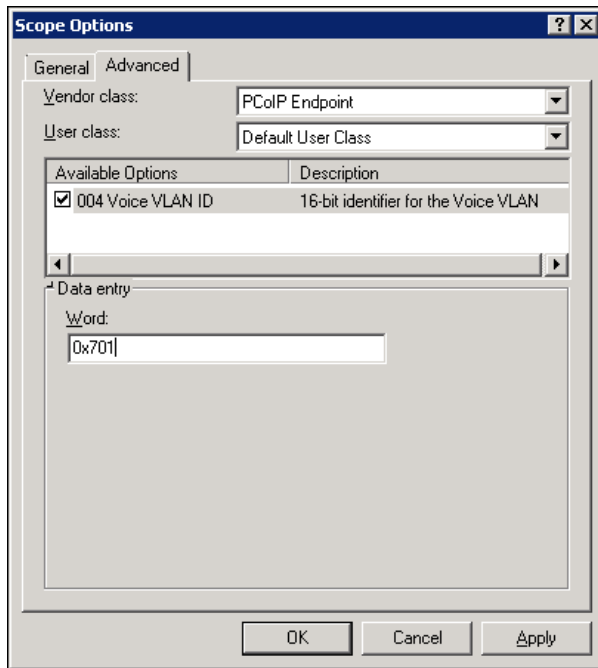 Scope Options
General Advanced
Vendor class: PCoIP Endpoint
User class: Default User Class
Available Options Description
004 Voice VLAN ID 16-bit identifier for the Voice VLAN
Data entry
Word:
0x701
OK Cancel Apply